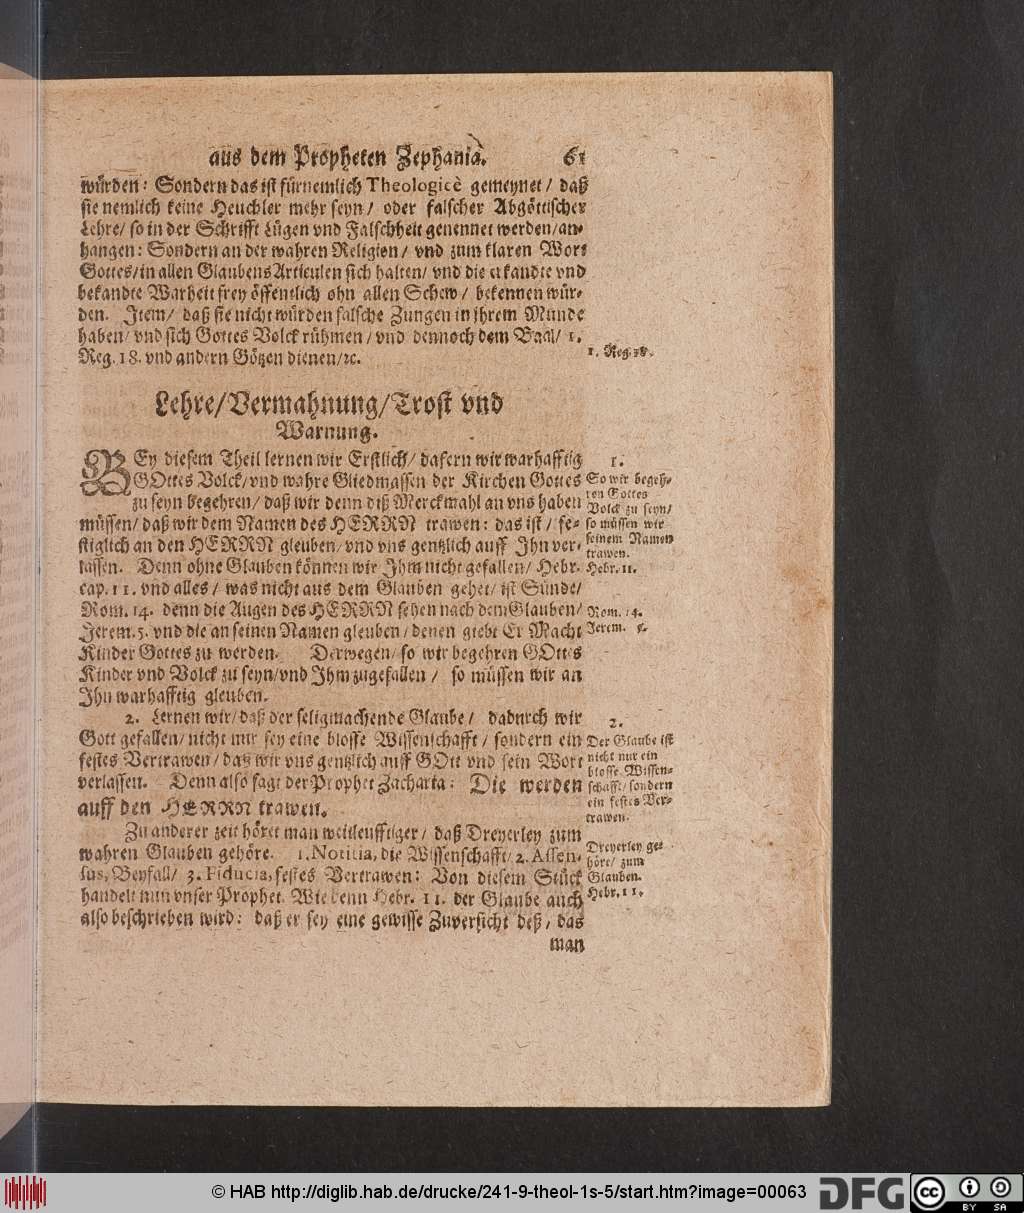 aus dem Propheten Zephania. 61
würden: Sondern das ist fürnemlich Theologicè gemeynet / daß
sie nemlich keine Heuchler mehr seyn / oder falscher Abgöttischer
Lehre / so in der Schrifft Lügen vnd Falschheit genennet werden / an-
hangen: Sondern an der wahren Religion / vnd zum klaren Wort
Gottes / in allen Glaubens Articulen sich halten / vnd die erkandte vnd
bekandte Warheit frey öffentlich ohn allen Schew / bekennen wür-
den. Item / daß sie nicht würden falsche Zungen in ihrem Munde
haben / vnd sich Gottes Volck rühmen / vnd dennoch dem Baal / 1.
Reg. 18. vnd andern Götzen dienen / ꝛc.
1. Reg. 18.
Lehre / Vermahnung / Trost vnd
Warnung.
BEy diesem Theil lernen wir Erstlich / dafern wir warhafftig
GOttes Volck / vnd wahre Gliedmassen der Kirchen Gottes
zu seyn begehren / daß wir denn diß Merckmahl an vns haben
müssen / daß wir dem Namen des HERRN trawen: das ist / fe-
stiglich an den HERRN gleuben / vnd vns gentzlich auff Ihn ver-
lassen. Denn ohne Glauben können wir Ihm nicht gefallen / Hebr.
cap. 11. vnd alles / was nicht aus dem Glauben gehet / ist Sünde /
Rom. 14. denn die Augen des HERRN sehen nach dem Glauben /
Jerem. 5. vnd die an seinen Namen gleuben / denen giebt Er Macht
Kinder Gottes zu werden. Derwegen / so wir begehren GOttes
Kinder vnd Volck zu seyn / vnd Ihm zugefallen / so müssen wir an
Ihn warhafftig gleuben.
1.
So wir begeh-
ren Gottes
Volck zu seyn /
so müssen wir
seinem Namen
trawen.
Hebr. 11.
Rom. 14.
Jerem. 5.
2. Lernen wir / daß der seligmachende Glaube / dadurch wir
Gott gefallen / nicht nur sey eine blosse Wissenschafft / sondern ein
festes Vertrawen / daß wir vns gentzlich auff GOtt vnd sein Wort
verlassen. Denn also sagt der Prophet Zacharia: Die werden
auff den HERRN trawen.
2.
Der Glaube ist
nicht nur ein
blosse Wissen-
schafft / sondern
ein festes Ver-
trawen.
Zu anderer zeit höret man weitleufftiger / daß Dreyerley zum
wahren Glauben gehöre. 1. Notitia, die Wissenschafft / 2. Assen-
sus, Beyfall / 3. Fiducia, festes Vertrawen: Von diesem Stück
handelt nun vnser Prophet. Wie denn Hebr. 11. der Glaube auch
also beschrieben wird: daß er sey eine gewisse Zuversicht deß / das
man
Dreyerley ge-
höre / zum
Glauben.
Hebr. 11.
© HAB http://diglib.hab.de/drucke/241-9-theol-1s-5/start.htm?image=00063
DFG
cc BY SA